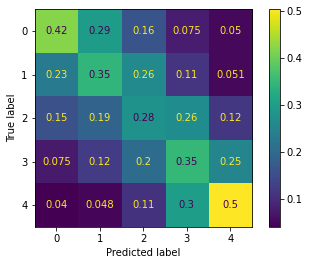 0 0.42 0.29 0.16 0.075 0.05
1 0.23 0.35 0.26 0.11 0.051
2 0.15 0.19 0.28 0.26 0.12
3 0.075 0.12 0.2 0.35 0.25
4 0.04 0.048 0.11 0.3 0.5
0 1 2 3 4
Predicted label
True label
0.5
0.4
0.3
0.2
0.1